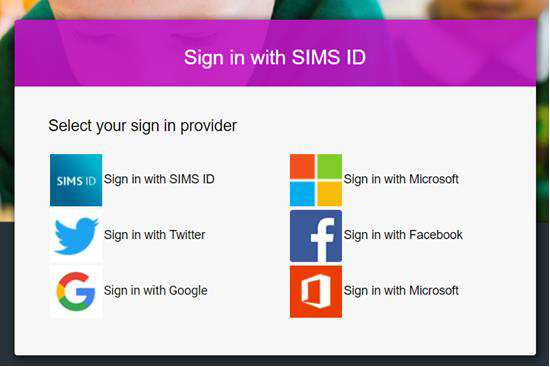 Sign in with SIMS ID
Select your sign in provider
SIMS ID Sign in with SIMS ID
Sign in with Microsoft
Sign in with Twitter
Sign in with Facebook
Sign in with Google
Sign in with Microsoft